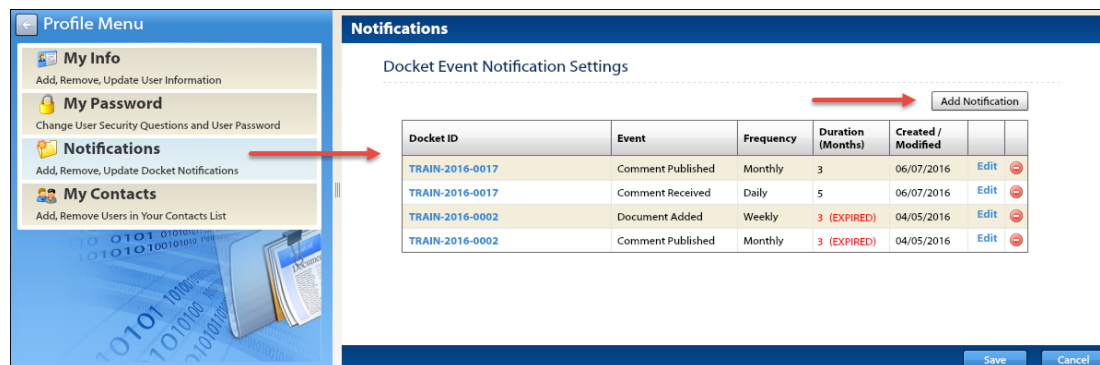 Profile Menu
My Info
Add, Remove, Update User Information
My Password
Change User Security Questions and User Password
Notifications
Add, Remove, Update Docket Notifications
My Contacts
Add, Remove Users in Your Contacts List
Notifications
Docket Event Notification Settings
Add Notification
Docket ID Event Frequency Duration (Months) Created / Modified
TRAIN-2016-0017 Comment Published Monthly 3 06/07/2016 Edit
TRAIN-2016-0017 Comment Received Daily 5 06/07/2016 Edit
TRAIN-2016-0002 Document Added Weekly 3 (EXPIRED) 04/05/2016 Edit
TRAIN-2016-0002 Comment Published Monthly 3 (EXPIRED) 04/05/2016 Edit
Save Cancel